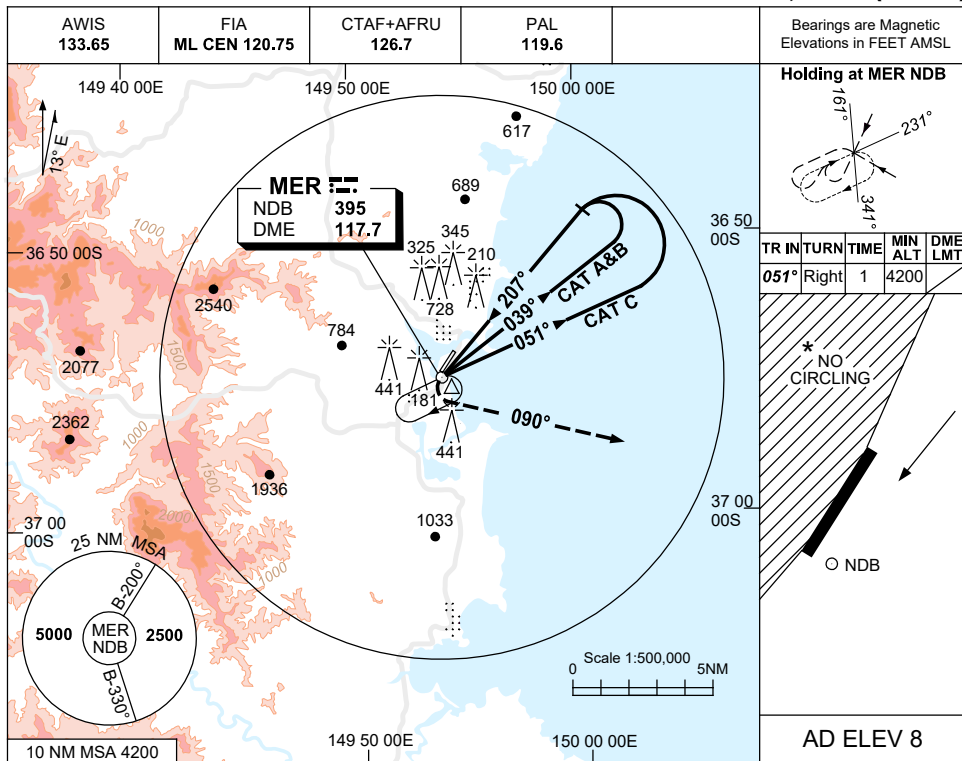 AWIS
133.65
FIA
ML CEN 120.75
CTAF+AFRU
126.7
PAL
119.6
Bearings are Magnetic
Elevations in FEET AMSL
149 40 00E
149 50 00E
150 00 00E
13° E
617
MER
NDB 395
DME 117.7
689
345
325
210
728
1000
36 50 00S
36 50
00S
2540
784
1500
2077
441
181
441
207°
039°
CAT A&B
051°
CAT C
090°
2362
1000
1500
1936
2000
1033
1000
37 00
00S
37 00
00S
25 NM MSA
B-200°
5000
MER
NDB
2500
B-330°
Scale 1:500,000
0
5NM
149 50 00E
150 00 00E
10 NM MSA 4200
Holding at MER NDB
161°
231°
341°
TR IN TURN TIME MIN ALT DME LMT
051° Right 1 4200
* NO
CIRCLING
NDB
AD ELEV 8